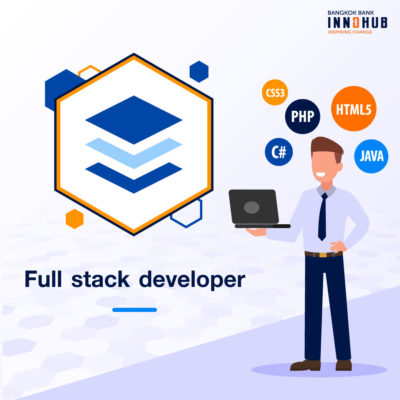 BANGKOK BANK
INNOHUB
INSPIRING CHANGE
CSS3
PHP
HTML5
C#
JAVA
Full stack developer